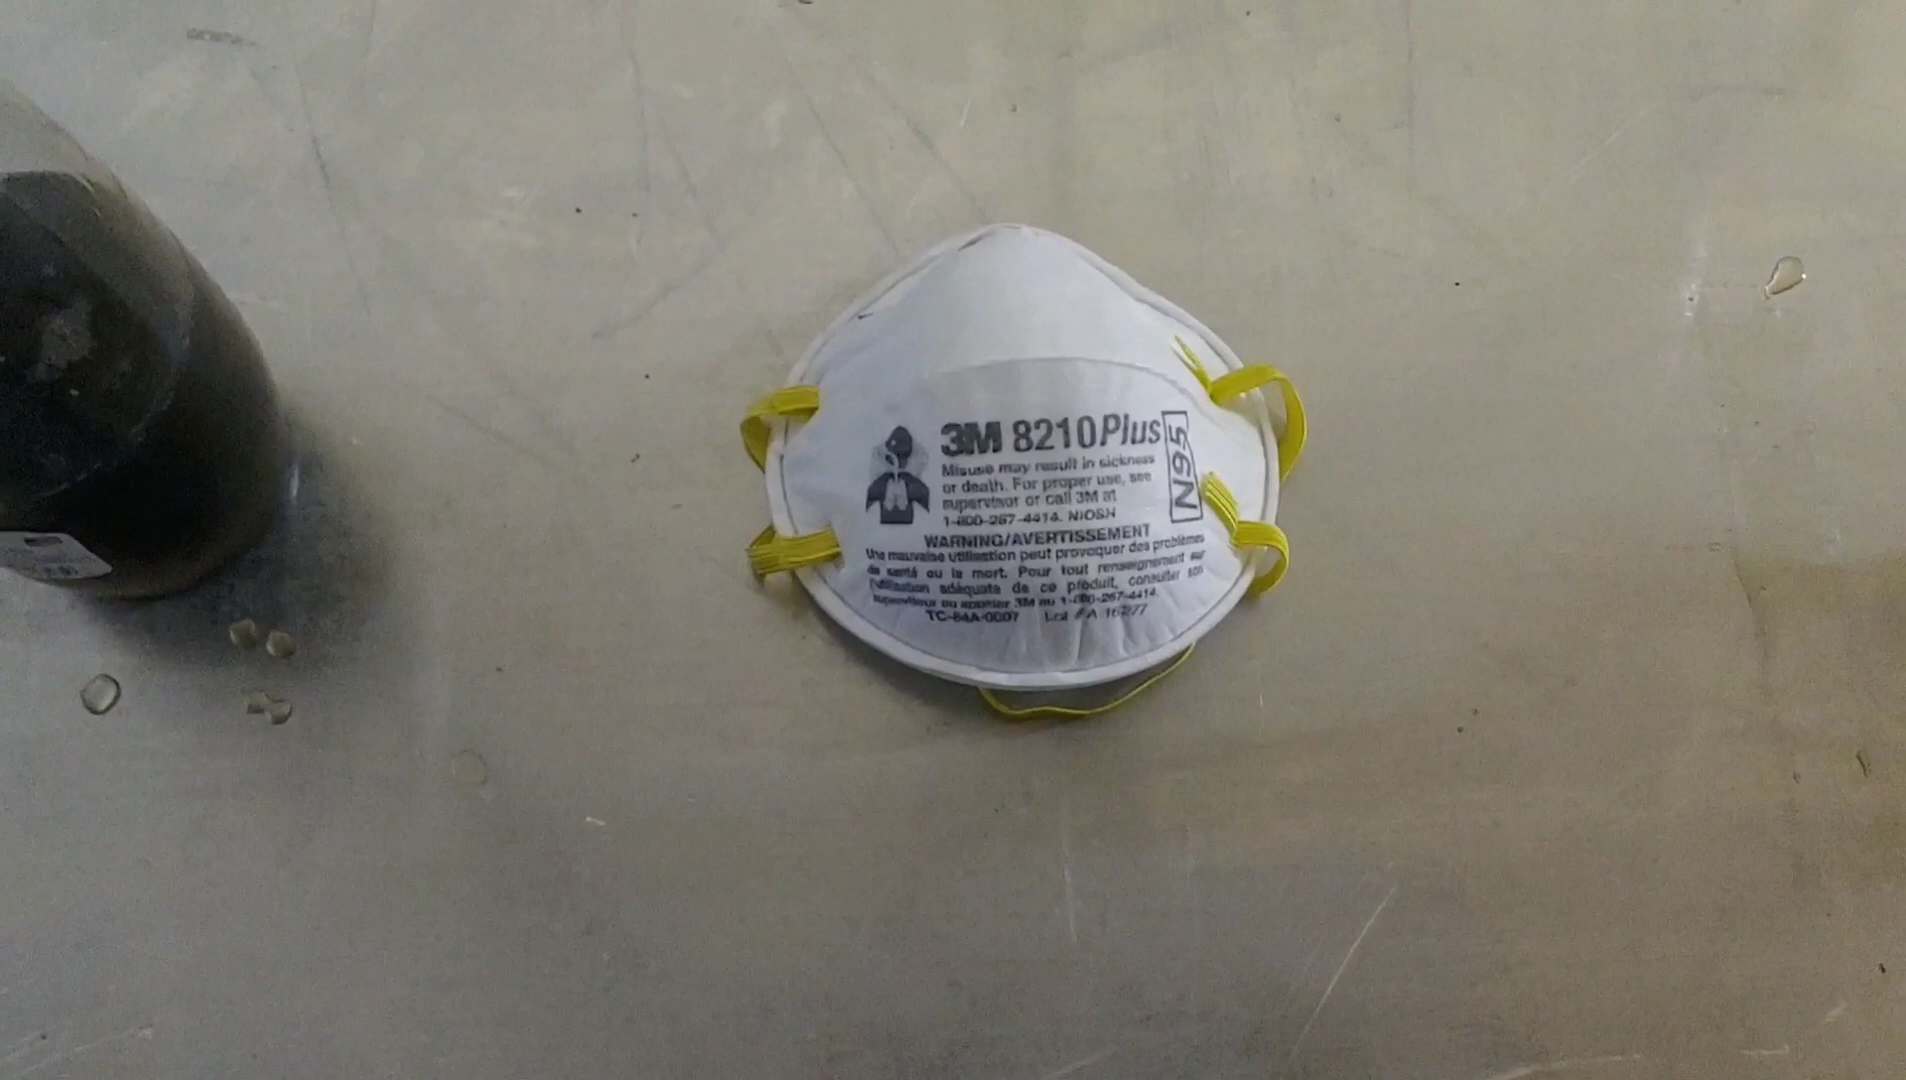 3M 8210Plus
N95
Misuse may result in sickness
or death. For proper use, see
supervisor or call 3M at
1-800-267-4414. NIOSH
WARNING/AVERTISSEMENT
Une mauvaise utilisation peut provoquer des problèmes
de santé ou la mort. Pour tout renseignement sur
l'utilisation adéquate de ce produit, consulter son
superviseur ou appeler 3M au 1-800-267-4414.
TC-84A-0007 Lot # A 16277